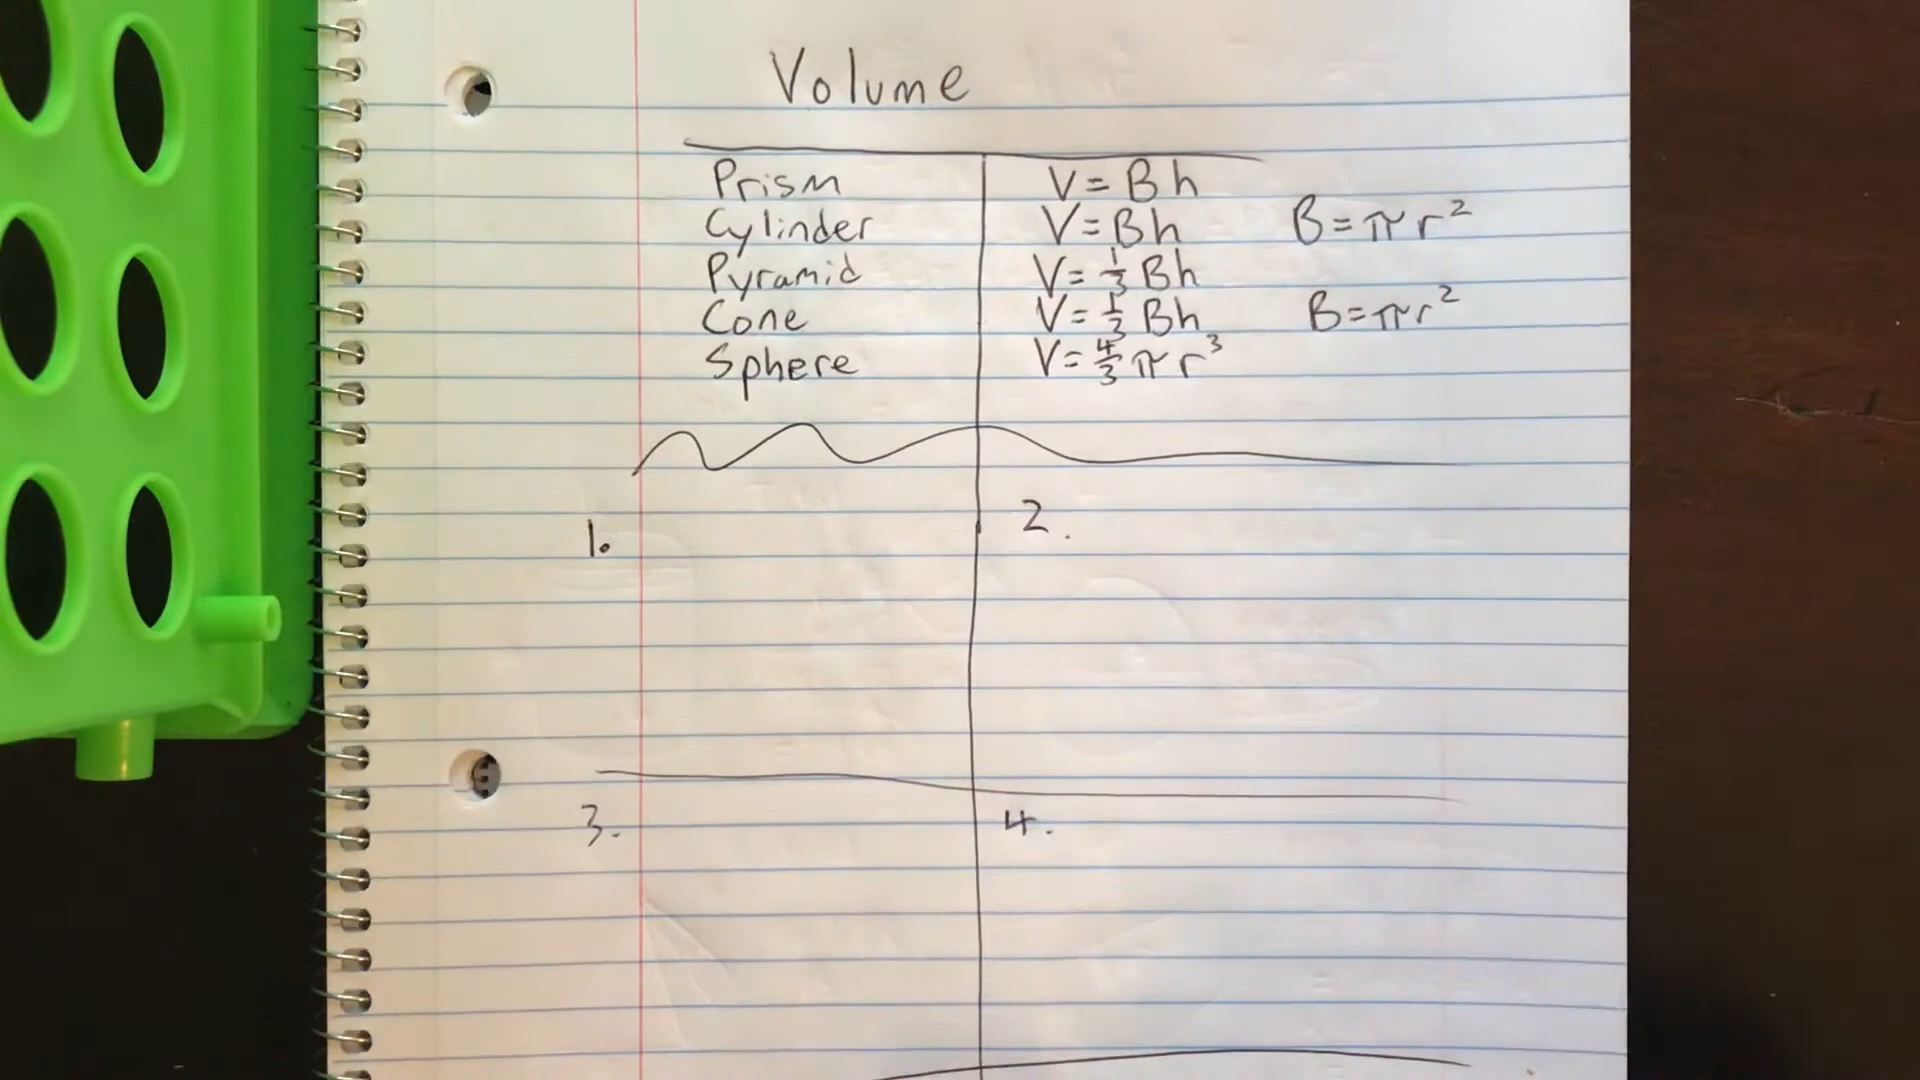 Volume
Prism V = Bh
Cylinder V = Bh B = πr²
Pyramid V = ⅓ Bh
Cone V = ⅓ Bh B = πr²
Sphere V = 4/3 πr³
1. 2.
3. 4.